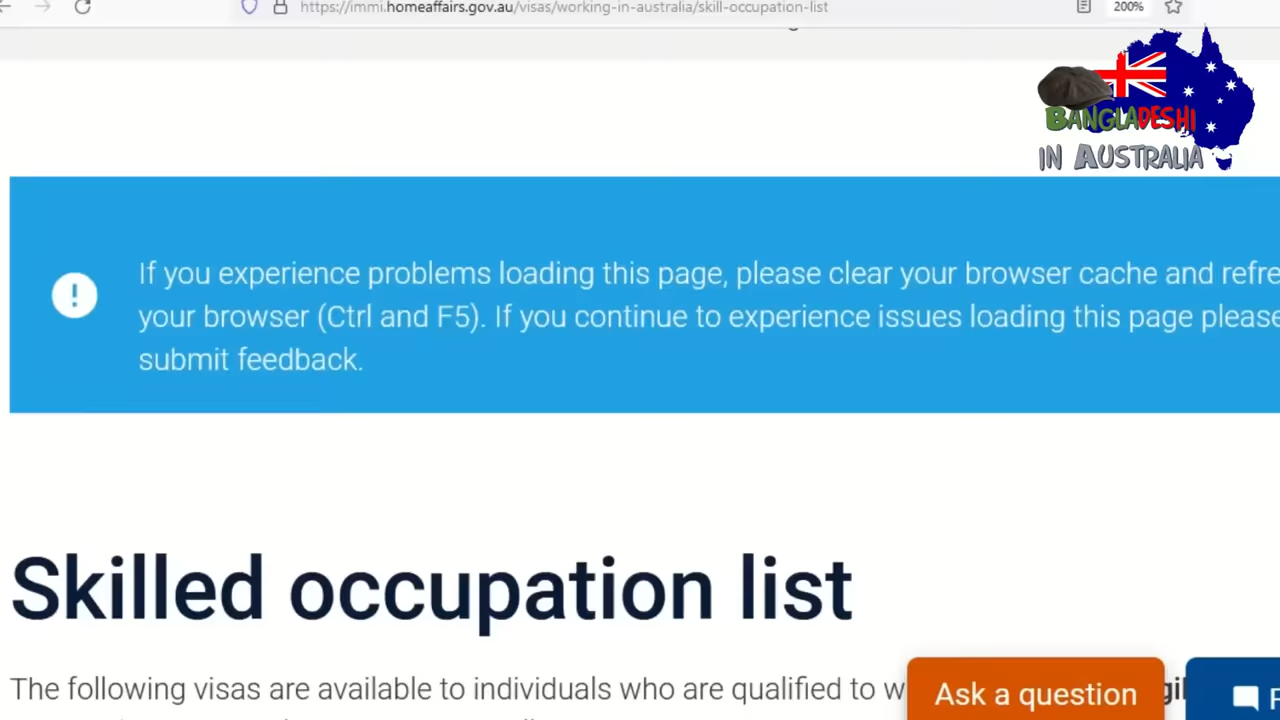 https://immi.homeaffairs.gov.au/visas/working-in-australia/skill-occupation-list
200%
BANGLADESHI
IN AUSTRALIA
If you experience problems loading this page, please clear your browser cache and refre
your browser (Ctrl and F5). If you continue to experience issues loading this page please
submit feedback.
Skilled occupation list
The following visas are available to individuals who are qualified to w
Ask a question